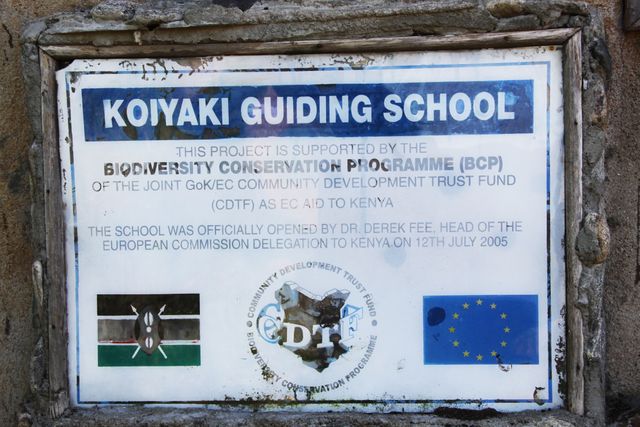 KOIYAKI GUIDING SCHOOL
THIS PROJECT IS SUPPORTED BY THE
BIODIVERSITY CONSERVATION PROGRAMME (BCP)
OF THE JOINT GoK/EC COMMUNITY DEVELOPMENT TRUST FUND
(CDTF) AS EC AID TO KENYA
THE SCHOOL WAS OFFICIALLY OPENED BY DR. DEREK FEE, HEAD OF THE
EUROPEAN COMMISSION DELEGATION TO KENYA ON 12TH JULY 2005
COMMUNITY DEVELOPMENT TRUST FUND
CDTF
BIODIVERSITY CONSERVATION PROGRAMME